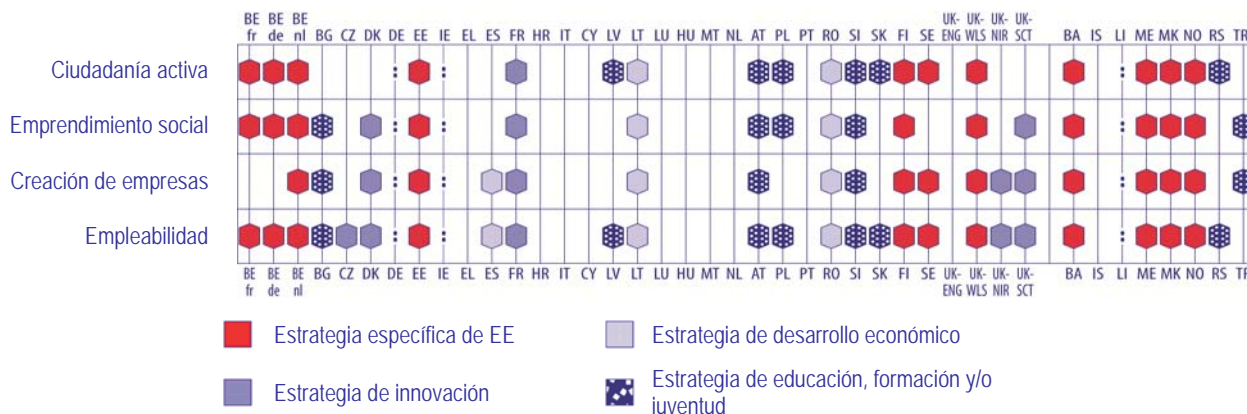 BE BE BE UK- UK- UK- UK-
fr de nl BG CZ DK DE EE IE EL ES FR HR IT CY LV LT LU HU MT NL AT PL PT RO SI SK FI SE ENG WLS NIR SCT BA IS LI ME MK NO RS TR
Ciudadanía activa : : :
Emprendimiento social : : :
Creación de empresas : : :
Empleabilidad : : :
BE BE BE BG CZ DK DE EE IE EL ES FR HR IT CY LV LT LU HU MT NL AT PL PT RO SI SK FI SE UK- UK- UK- UK- BA IS LI ME MK NO RS TR
fr de nl ENG WLS NIR SCT
Estrategia específica de EE Estrategia de desarrollo económico
Estrategia de innovación Estrategia de educación, formación y/o
juventud